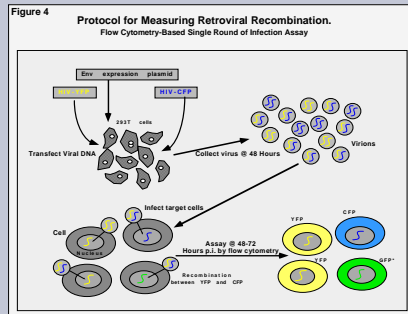 Figure 4
Protocol for Measuring Retroviral Recombination.
Flow Cytometry-Based Single Round of Infection Assay
Env expression plasmid
HIV-YFP
HIV-CFP
293T cells
Transfect Viral DNA
Collect virus @ 48 Hours
Virions
Infect target cells
Cell
Nucleus
Assay @ 48-72
Hours p.i. by flow cytometry
Recombination
between YFP and CFP
YFP
CFP
YFP
GFP+